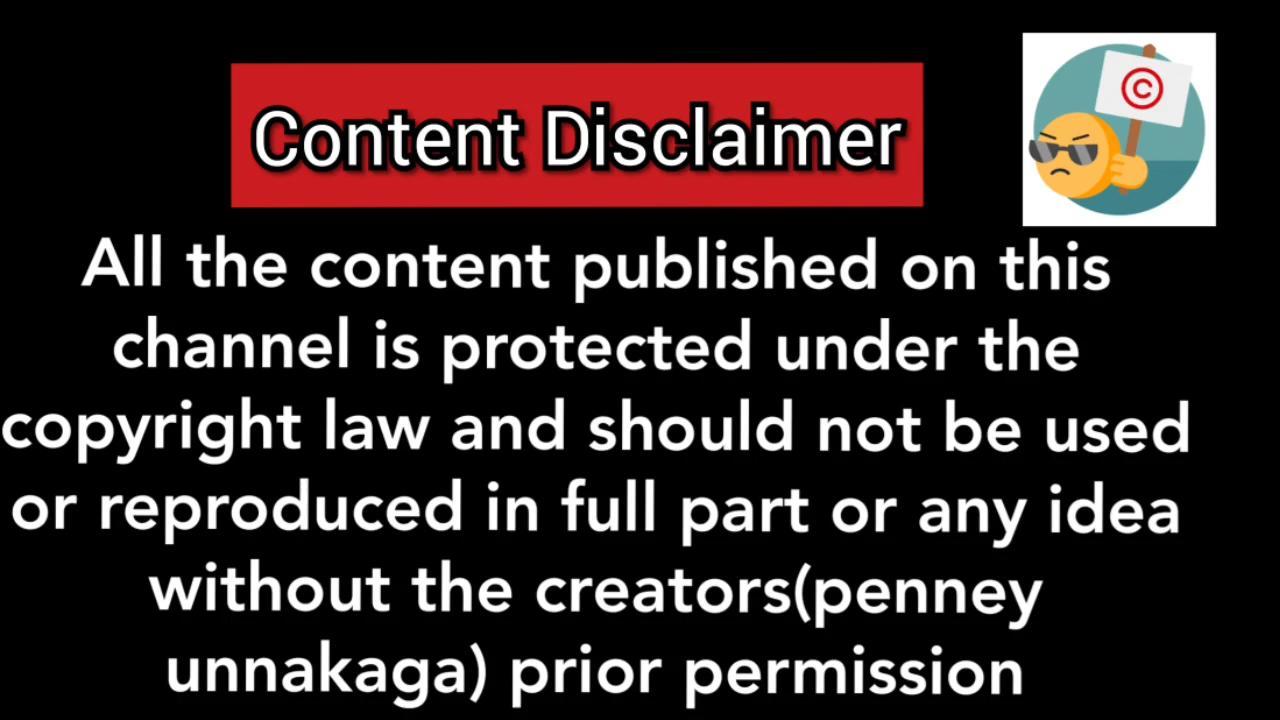 Content Disclaimer
©
All the content published on this
channel is protected under the
copyright law and should not be used
or reproduced in full part or any idea
without the creators(penney
unnakaga) prior permission